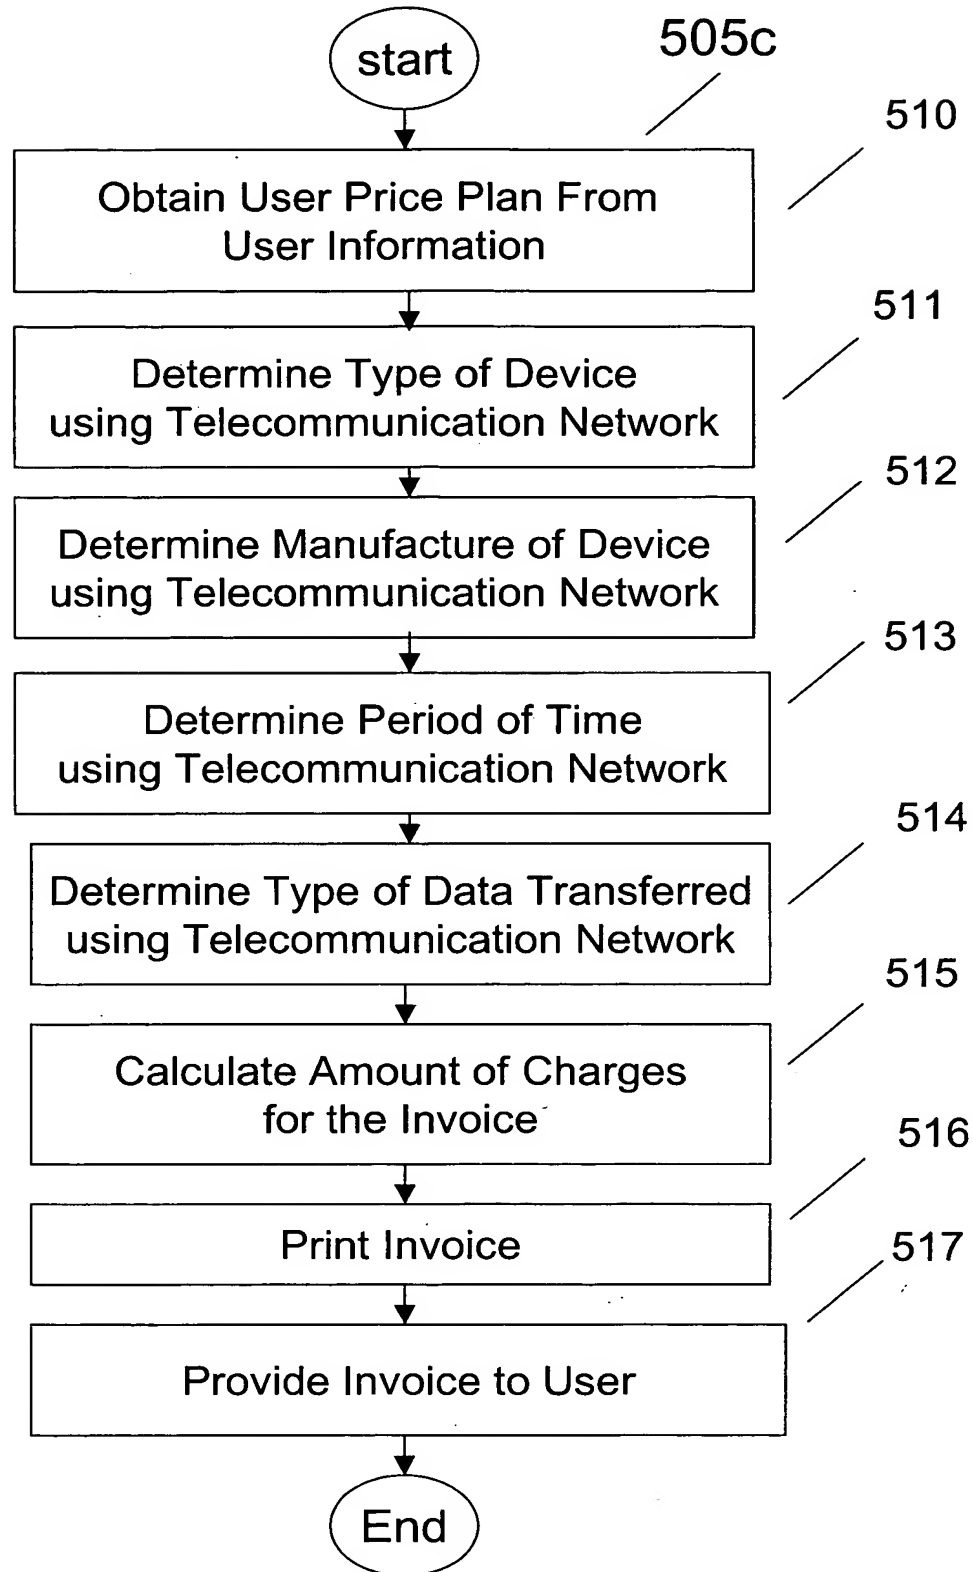 start
505c
510
Obtain User Price Plan From
User Information
511
Determine Type of Device
using Telecommunication Network
512
Determine Manufacture of Device
using Telecommunication Network
513
Determine Period of Time
using Telecommunication Network
514
Determine Type of Data Transferred
using Telecommunication Network
515
Calculate Amount of Charges
for the Invoice
516
Print Invoice
517
Provide Invoice to User
End